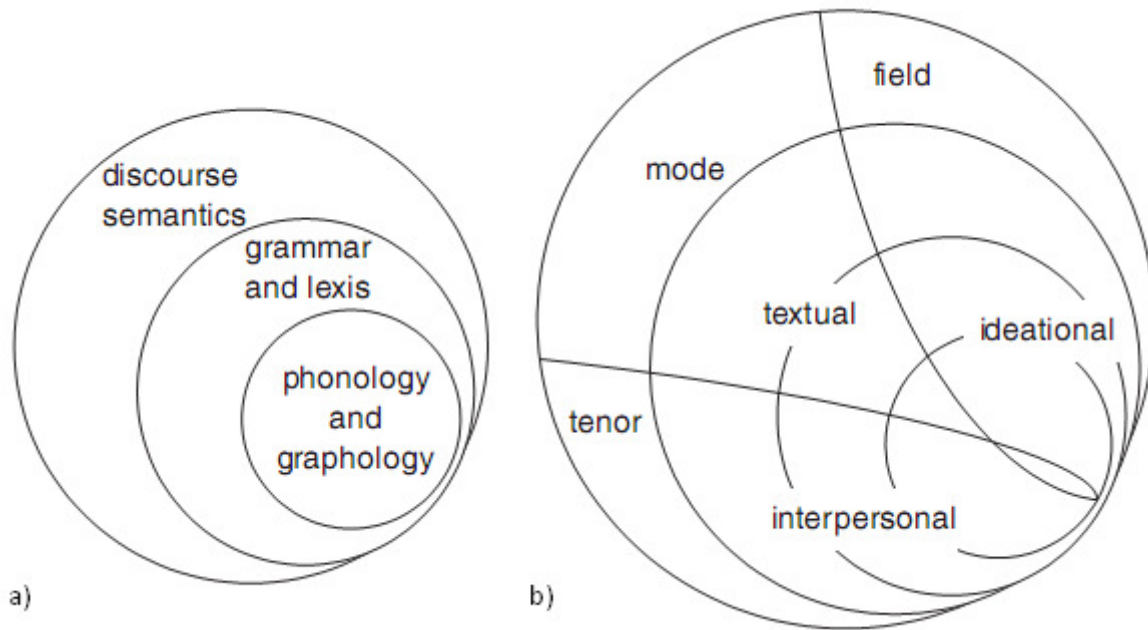 discourse
semantics
grammar
and lexis
phonology
and
graphology
a)
field
mode
textual
ideational
tenor
interpersonal
b)